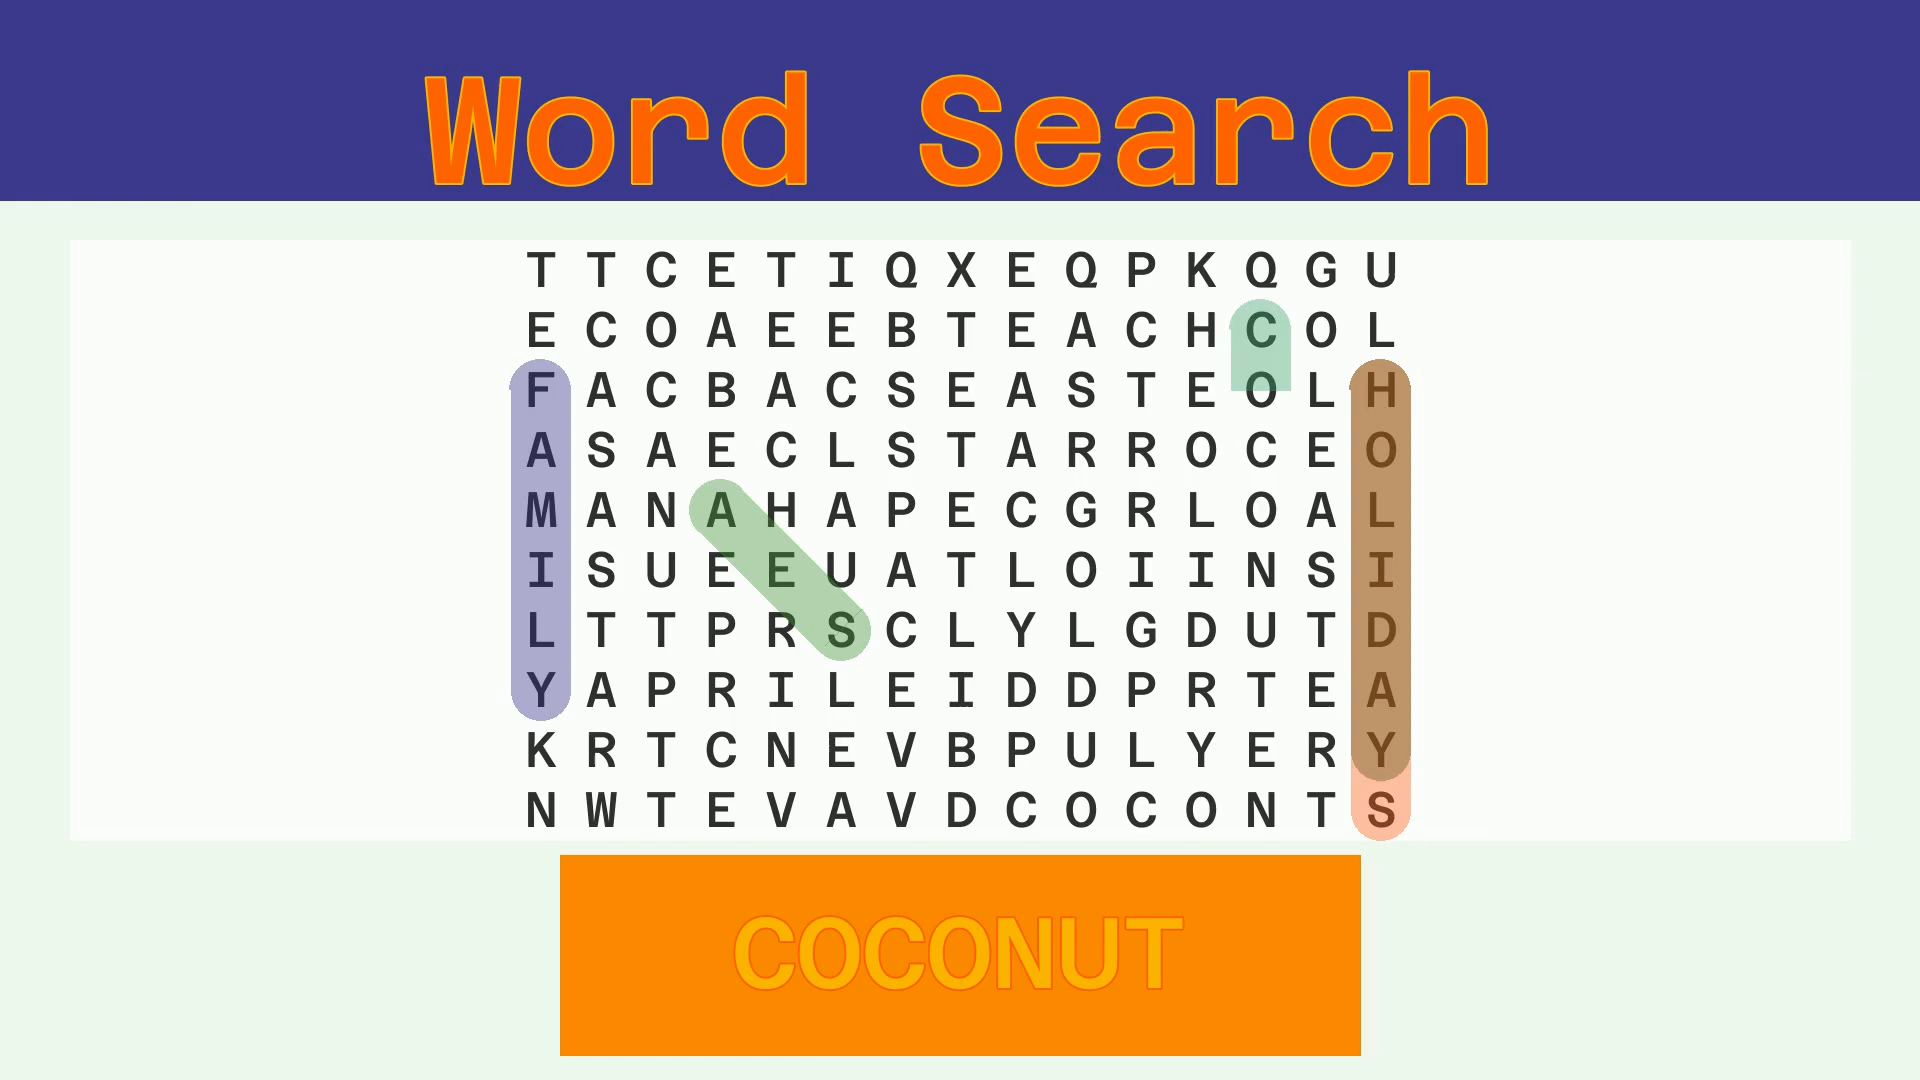 Word Search
T T C E T I Q X E Q P K Q G U
E C O A E E B T E A C H C O L
F A C B A C S E A S T E O L H
A S A E C L S T A R R O C E O
M A N A H A P E C G R L O A L
I S U E E U A T L O I I N S I
L T T P R S C L Y L G D U T D
Y A P R I L E I D D P R T E A
K R T C N E V B P U L Y E R Y
N W T E V A V D C O C O N T S
COCONUT